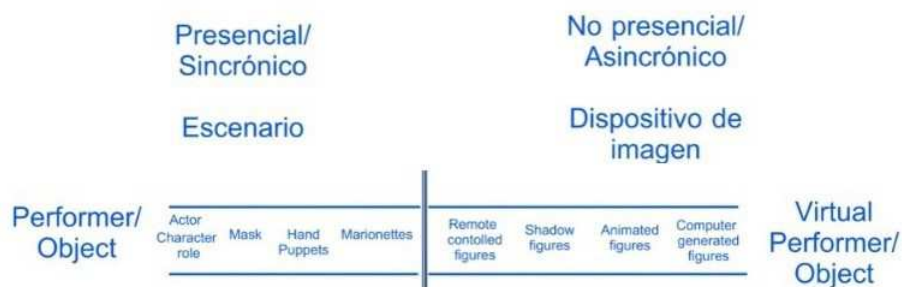 Presencial/
Sincrónico
No presencial/
Asincrónico
Escenario
Dispositivo de
imagen
Performer/
Object
Actor
Character
role
Mask
Hand
Puppets
Marionettes
Remote
contolled
figures
Shadow
figures
Animated
figures
Computer
generated
figures
Virtual
Performer/
Object